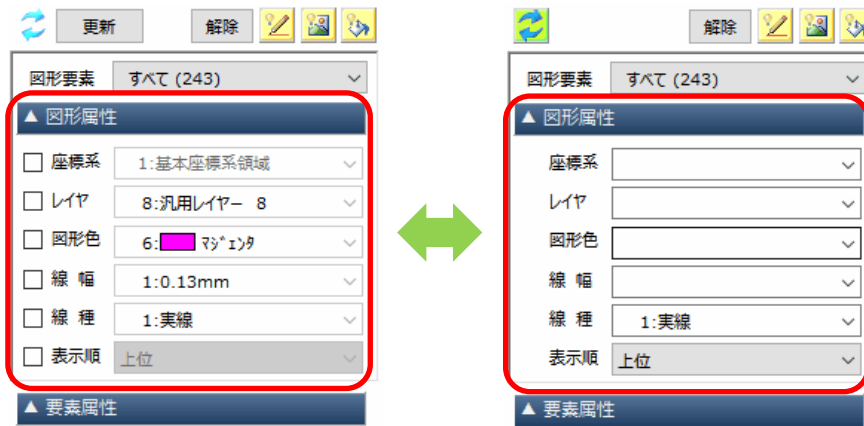 更新 解除
図形要素 すべて (243)
▲ 図形属性
座標系 1:基本座標系領域
レイヤ 8:汎用レイヤー 8
図形色 6: マジェンタ
線 幅 1:0.13mm
線 種 1:実線
表示順 上位
▲ 要素属性
解除
図形要素 すべて (243)
▲ 図形属性
座標系
レイヤ
図形色
線 幅
線 種 1:実線
表示順 上位
▲ 要素属性